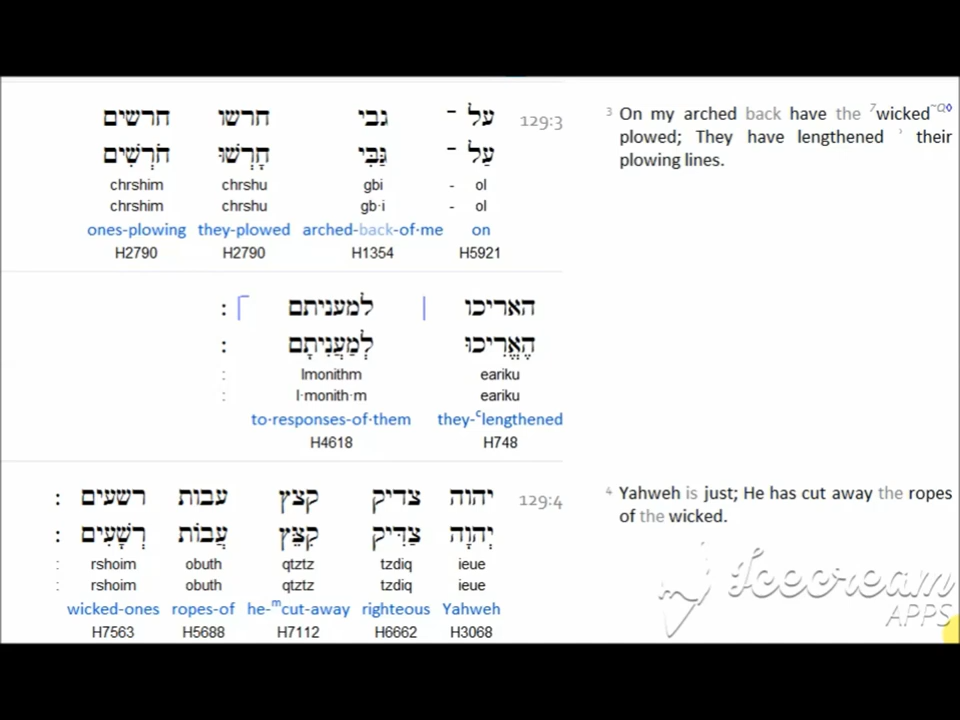 129:3 על ־ גבי חרשו חרשים
עַל ־ גַּבִּי חָרְשׁוּ חֹרְשִׁים
chrshim chrshu gbi - ol
chrshim chrshu gb·i - ol
ones-plowing they-plowed arched-back-of·me on
H2790 H2790 H1354 H5921
האריכו | למעניתם ׀ :
הֶאֱרִיכוּ לְמַעֲנִיתָם :
: lmonithm eariku
: l·monith·m eariku
to·responses-of·them they-clengthened
H4618 H748
129:4 יהוה צדיק קצץ עבות רשעים :
יְהוָה צַדִּיק קִצֵּץ עֲבוֹת רְשָׁעִים :
: rshoim obuth qtztz tzdiq ieue
: rshoim obuth qtztz tzdiq ieue
wicked-ones ropes-of he-mcut-away righteous Yahweh
H7563 H5688 H7112 H6662 H3068
3 On my arched back have the 7wicked~Q◊
plowed; They have lengthened › their
plowing lines.
4 Yahweh is just; He has cut away the ropes
of the wicked.
Icecream
APPS